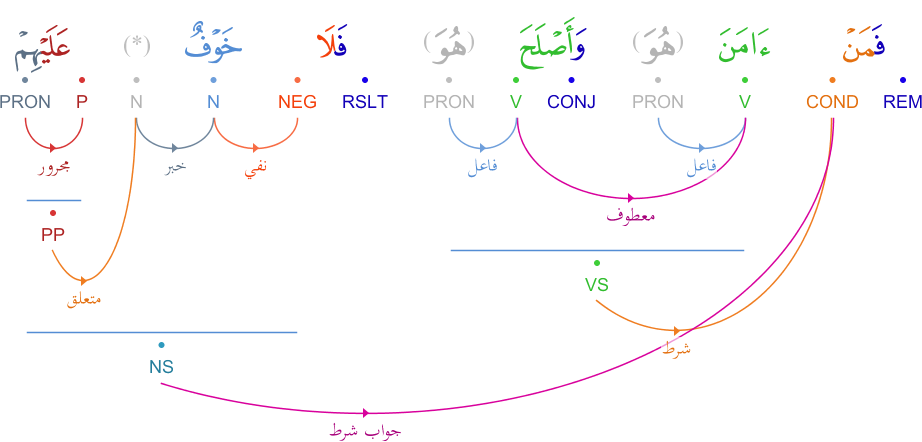 فَمَنْ ءَامَنَ (هُوَ) وَأَصْلَحَ (هُوَ) فَلَا خَوْفٌ (*) عَلَيْهِمْ
REM COND V PRON CONJ V PRON RSLT NEG N N P PRON
فاعل فاعل نفي خبر مجرور
معطوف
PP
VS
متعلق
شرط
NS
جواب شرط